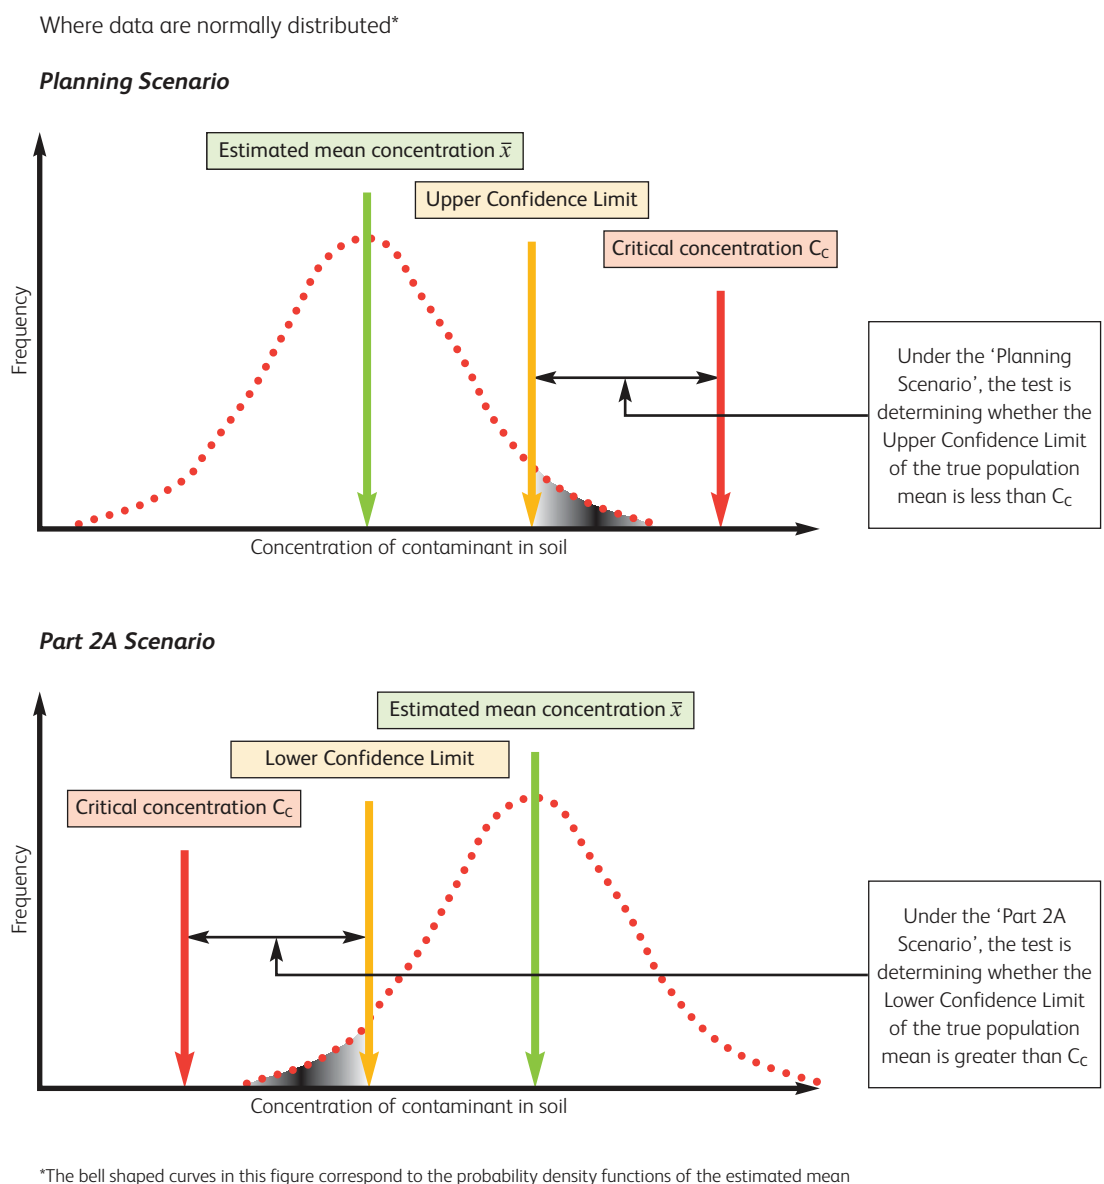 Where data are normally distributed*
Planning Scenario
Estimated mean concentration x̅
Upper Confidence Limit
Critical concentration Cc
Frequency
Under the ‘Planning
Scenario’, the test is
determining whether the
Upper Confidence Limit
of the true population
mean is less than Cc
Concentration of contaminant in soil
Part 2A Scenario
Estimated mean concentration x̅
Lower Confidence Limit
Critical concentration Cc
Frequency
Under the ‘Part 2A
Scenario’, the test is
determining whether the
Lower Confidence Limit
of the true population
mean is greater than Cc
Concentration of contaminant in soil
*The bell shaped curves in this figure correspond to the probability density functions of the estimated mean